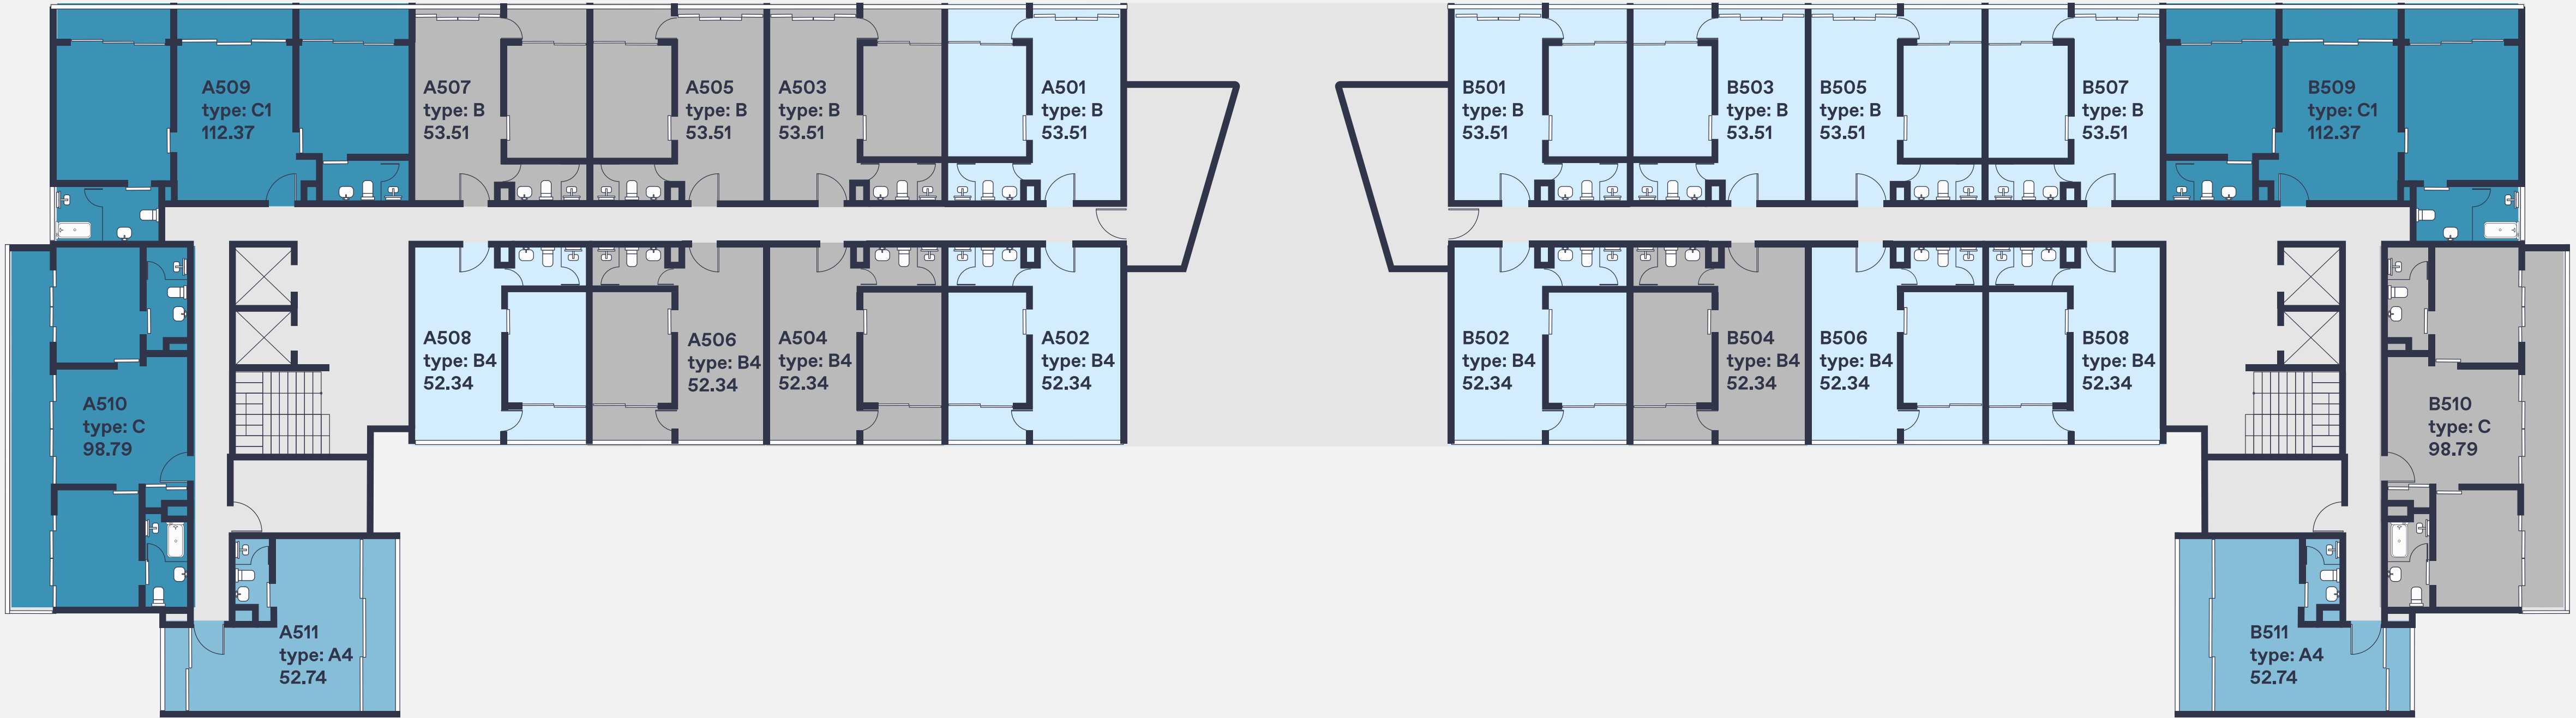 A509
type: C1
112.37
A507
type: B
53.51
A505
type: B
53.51
A503
type: B
53.51
A501
type: B
53.51
B501
type: B
53.51
B503
type: B
53.51
B505
type: B
53.51
B507
type: B
53.51
B509
type: C1
112.37
A508
type: B4
52.34
A506
type: B4
52.34
A504
type: B4
52.34
A502
type: B4
52.34
B502
type: B4
52.34
B504
type: B4
52.34
B506
type: B4
52.34
B508
type: B4
52.34
A510
type: C
98.79
B510
type: C
98.79
A511
type: A4
52.74
B511
type: A4
52.74